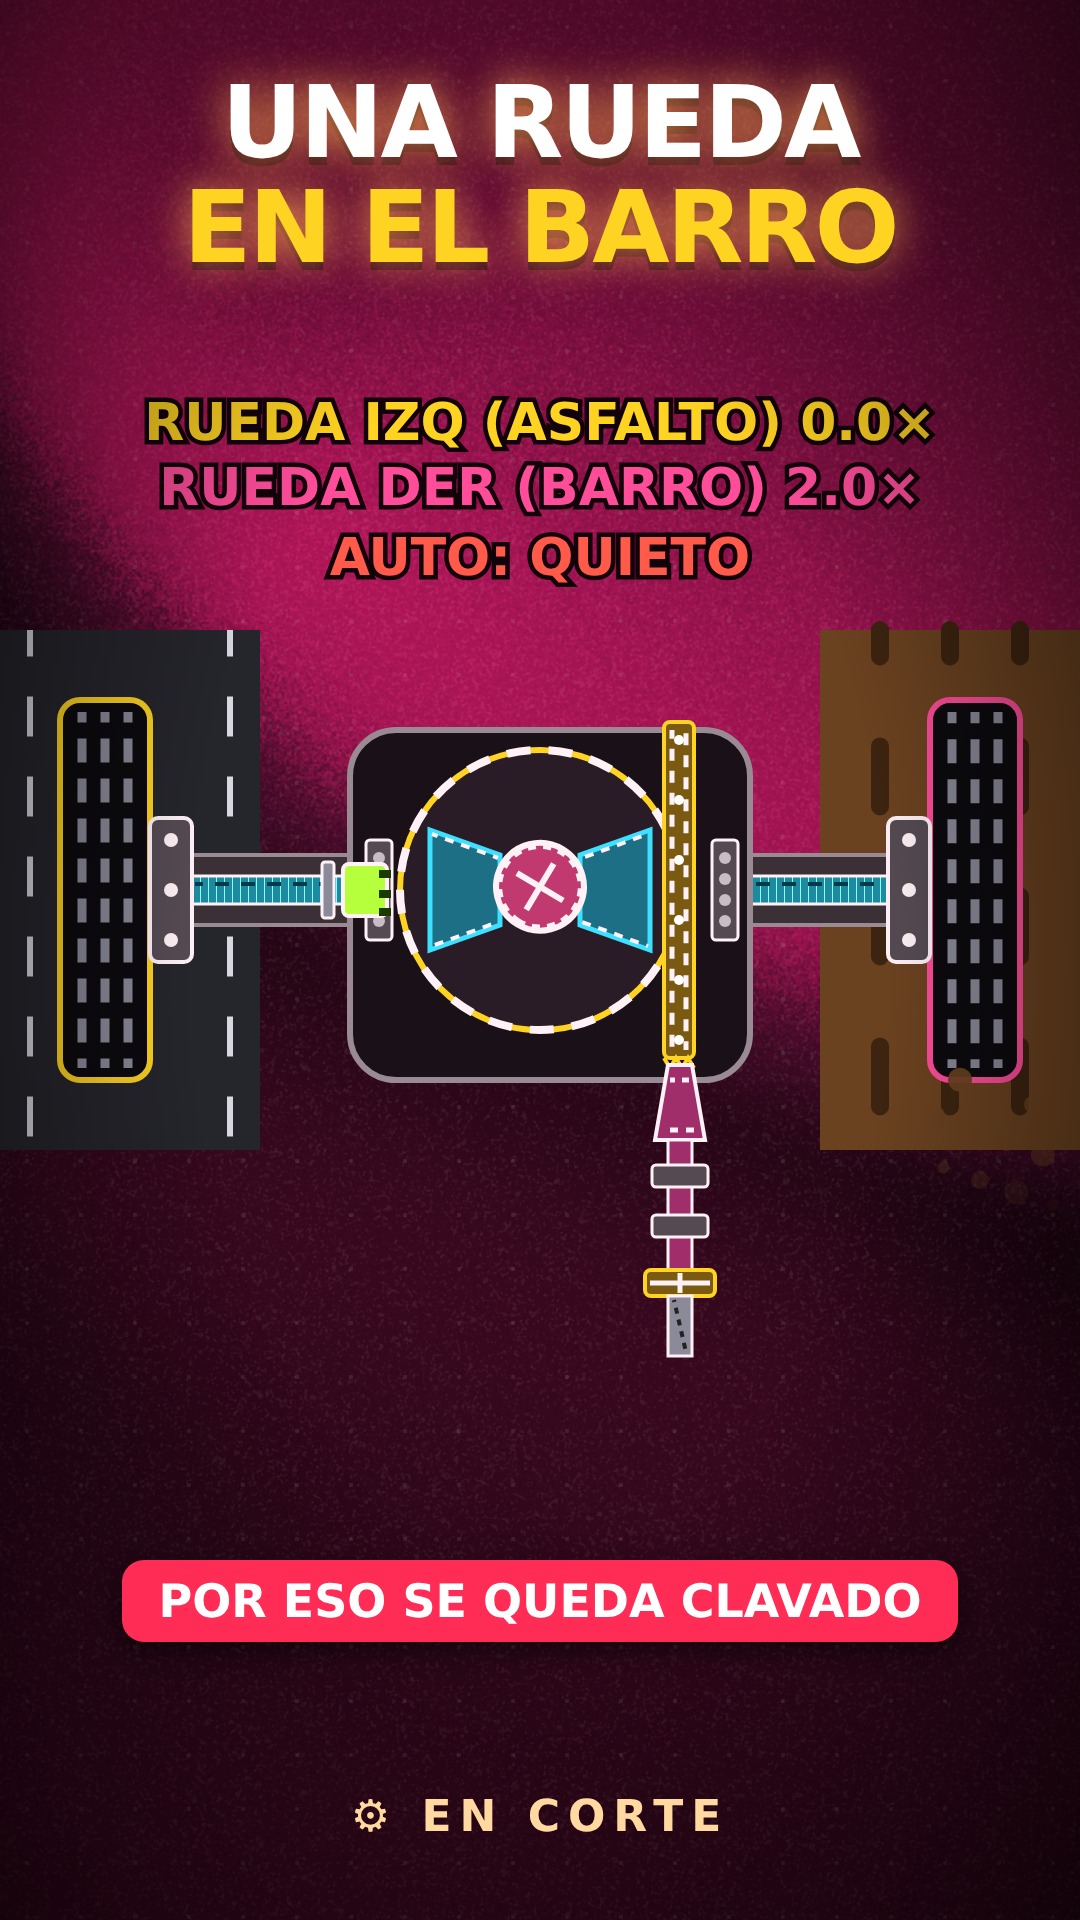 UNA RUEDA
EN EL BARRO
RUEDA IZQ (ASFALTO) 0.0×
RUEDA DER (BARRO) 2.0×
AUTO: QUIETO
POR ESO SE QUEDA CLAVADO
⚙ EN CORTE